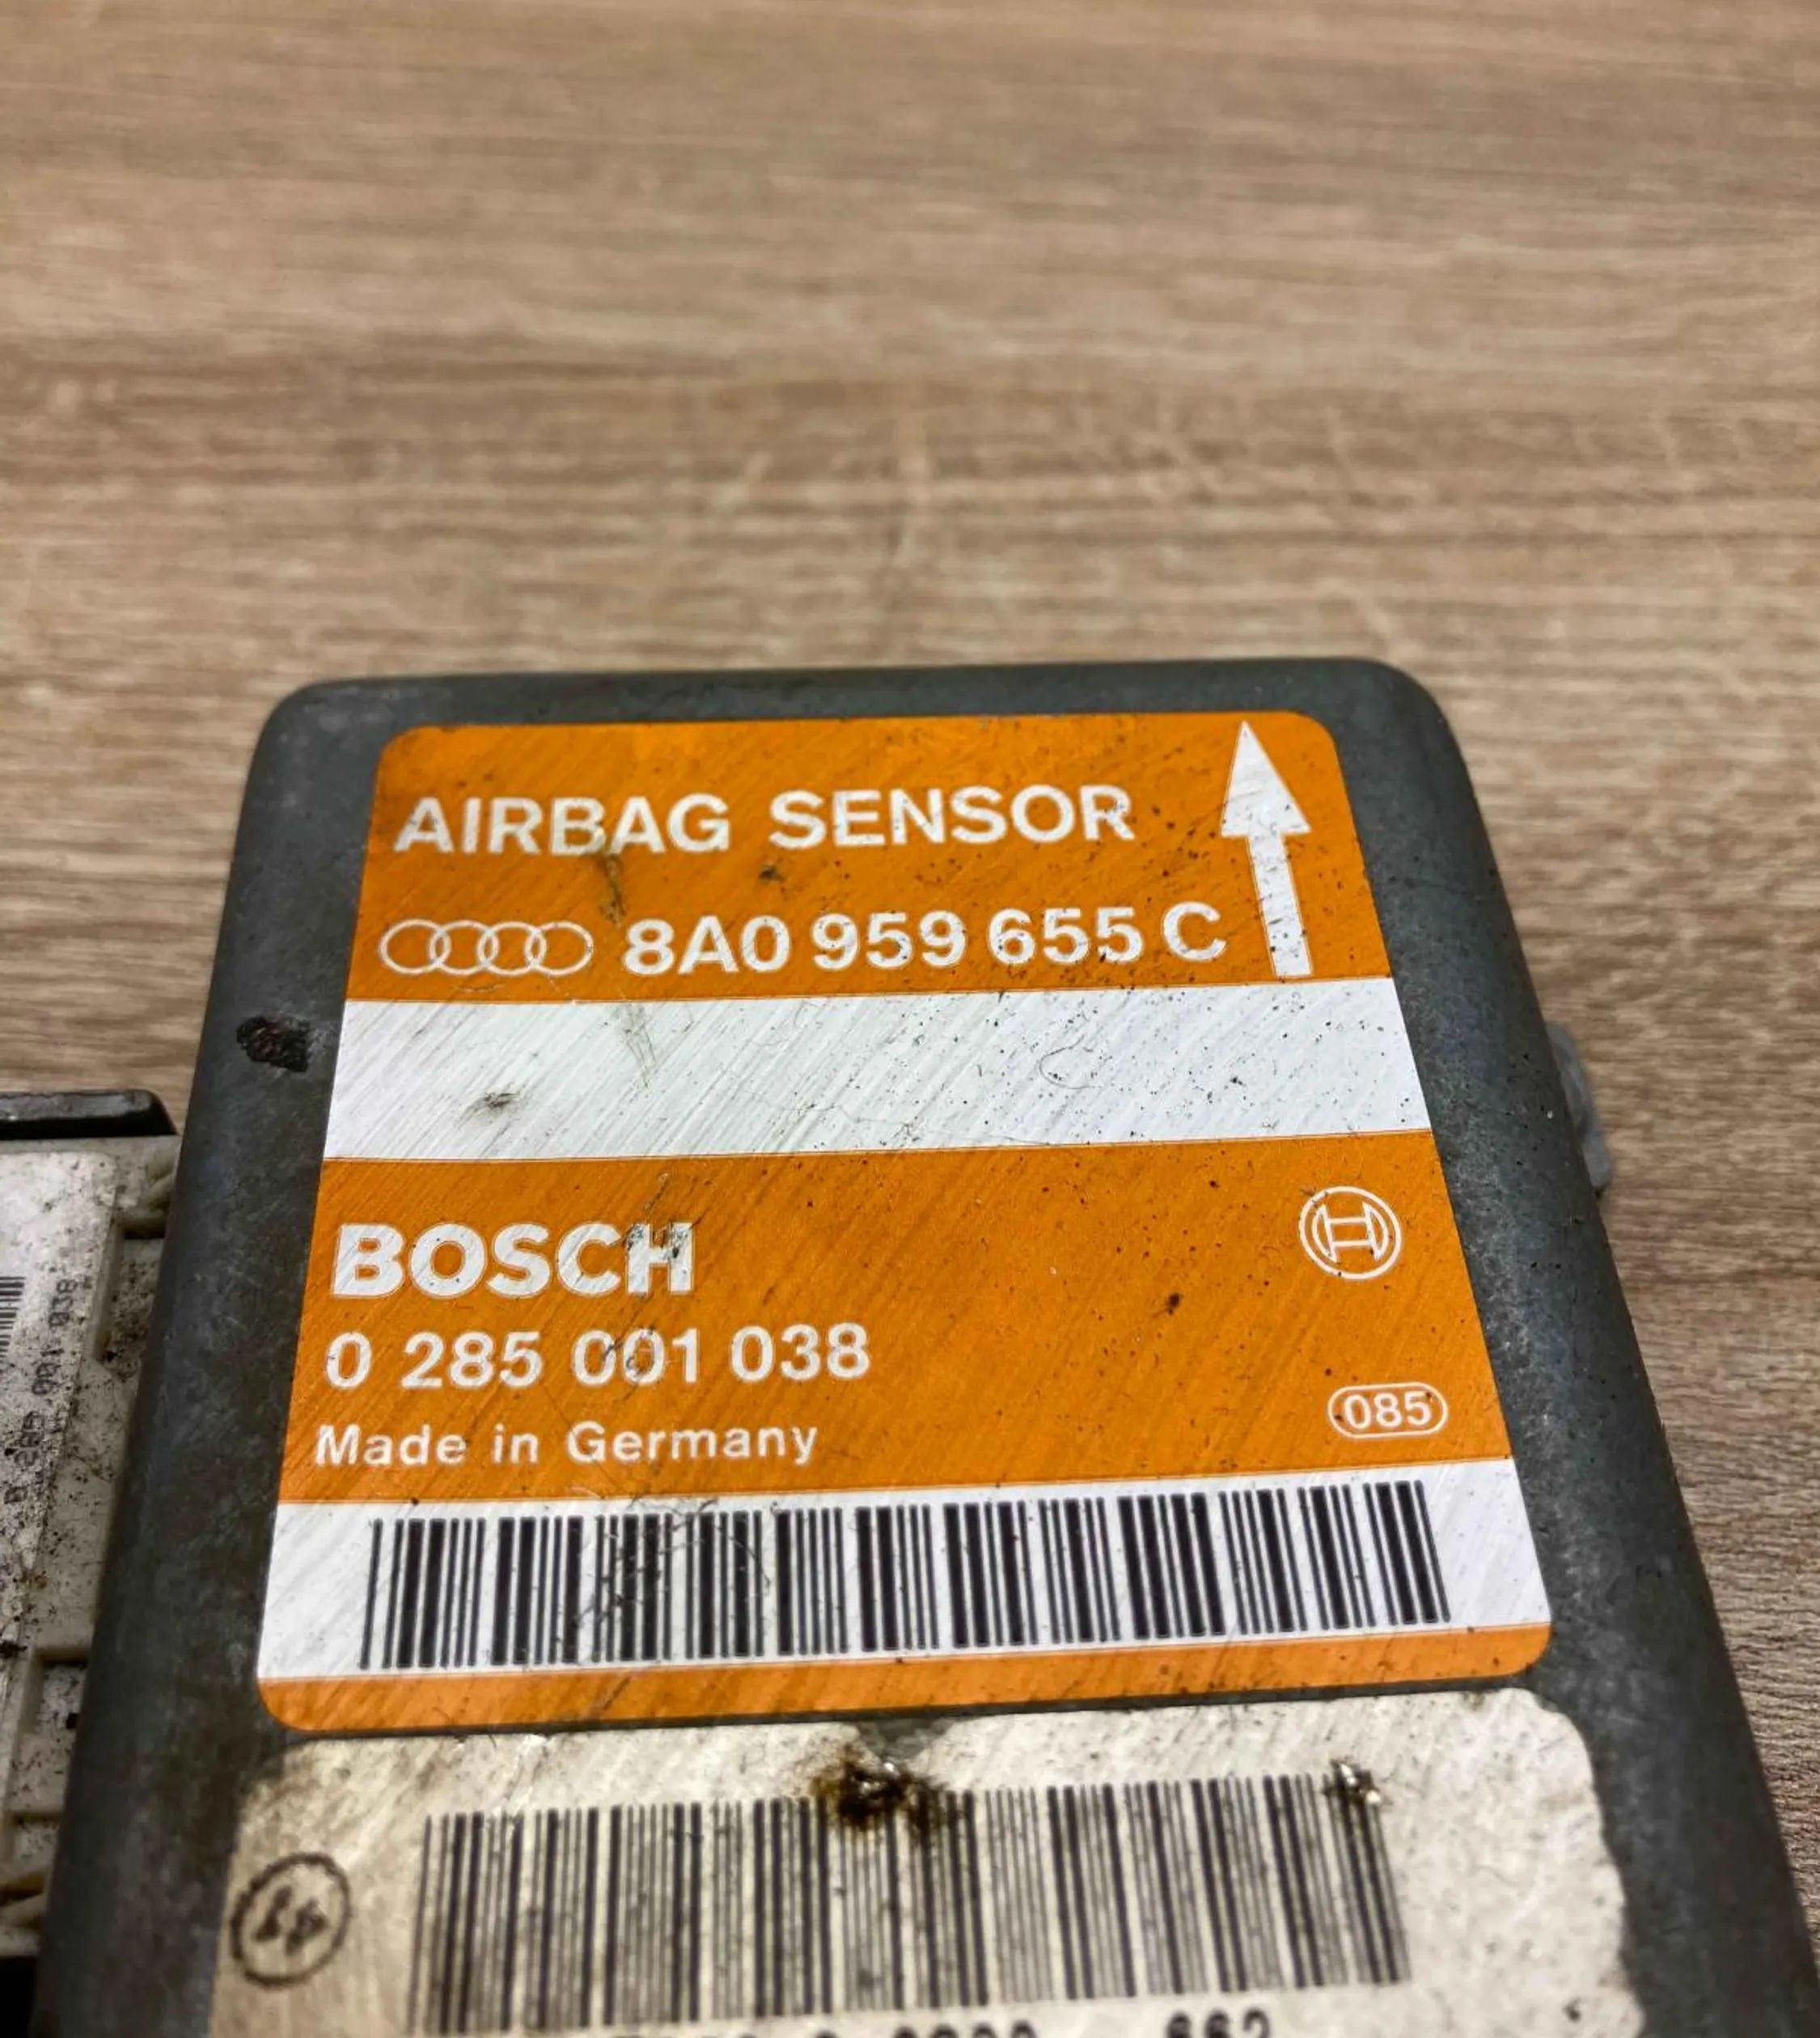 AIRBAG SENSOR
8A0 959 655 C
BOSCH
0 285 001 038
Made in Germany
085